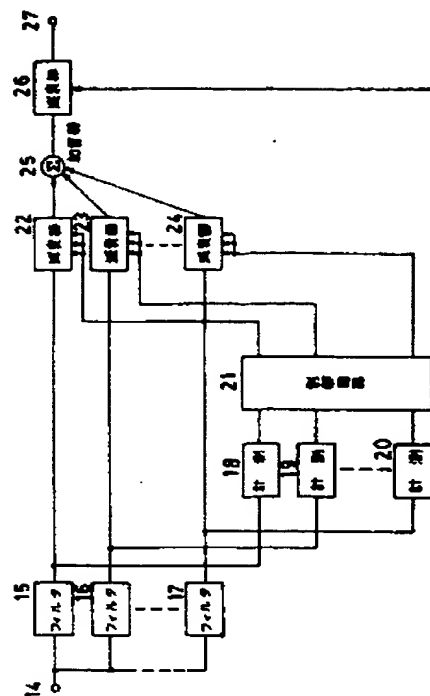 14
15
フィルタ
16
フィルタ
17
フィルタ
18
計測
19
計測
20
計測
21
制御回路
22
減衰器
23
減衰器
24
減衰器
25
Σ
加算器
26
減衰器
27